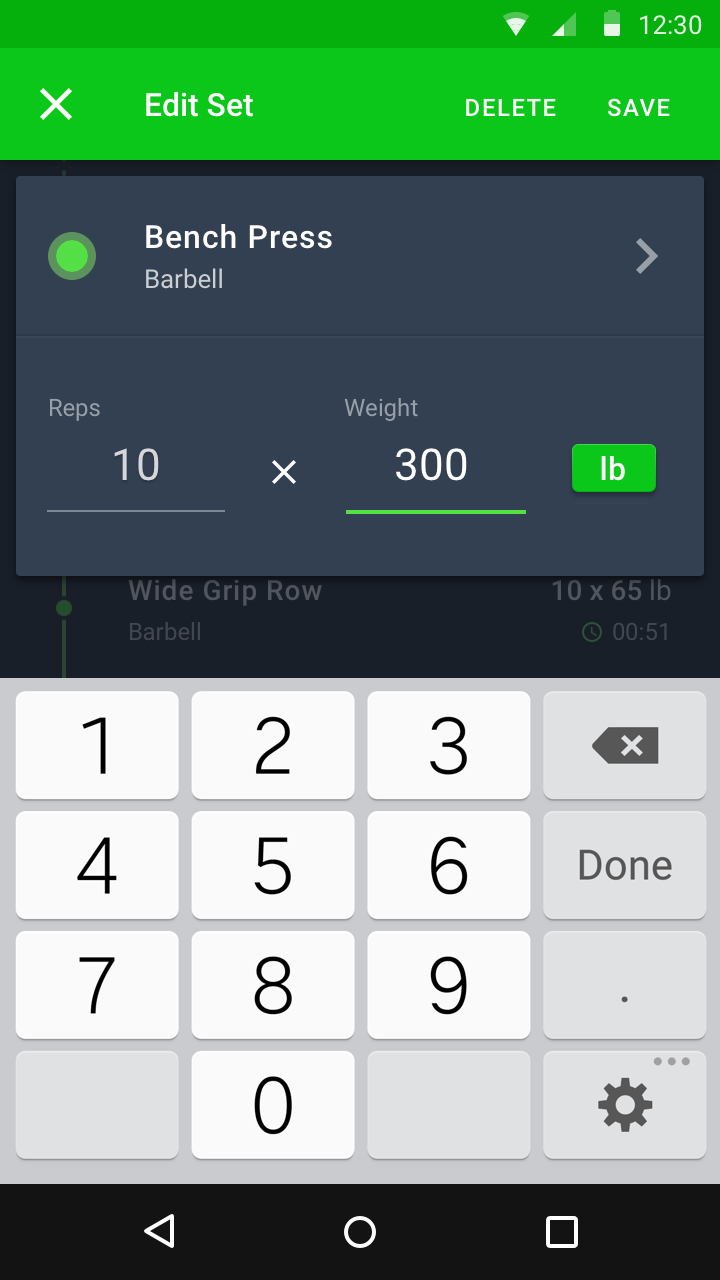 12:30
Edit Set DELETE SAVE
Bench Press
Barbell
Reps Weight
10 × 300 lb
Wide Grip Row 10 x 65 lb
Barbell 00:51
1 2 3
4 5 6 Done
7 8 9 .
0